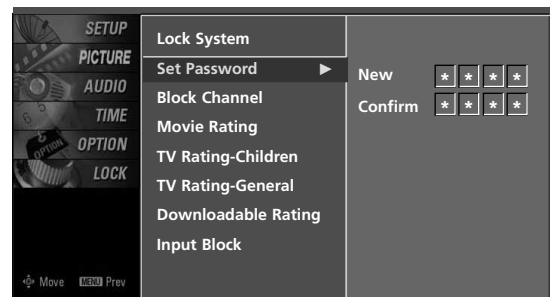 SETUP
PICTURE
AUDIO
TIME
OPTION
LOCK
Move MENU Prev
Lock System
Set Password ►
Block Channel
Movie Rating
TV Rating-Children
TV Rating-General
Downloadable Rating
Input Block
New * * * *
Confirm * * * *